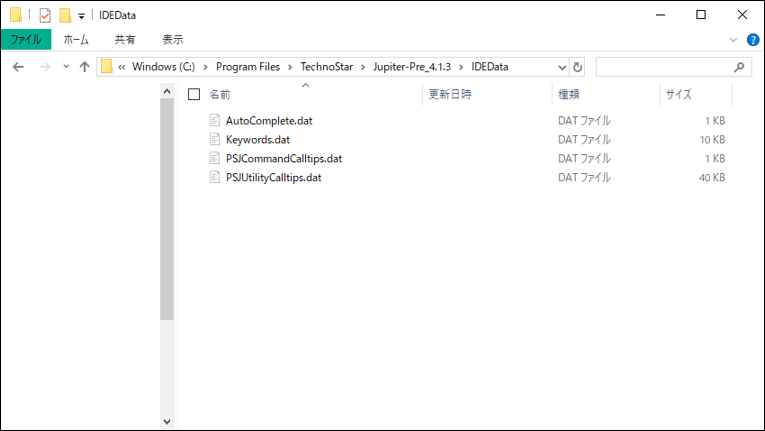 IDEData
ファイル ホーム 共有 表示
« Windows (C:) > Program Files > TechnoStar > Jupiter-Pre_4.1.3 > IDEData
名前 更新日時 種類 サイズ
AutoComplete.dat DAT ファイル 1 KB
Keywords.dat DAT ファイル 10 KB
PSJCommandCalltips.dat DAT ファイル 1 KB
PSJUtilityCalltips.dat DAT ファイル 40 KB